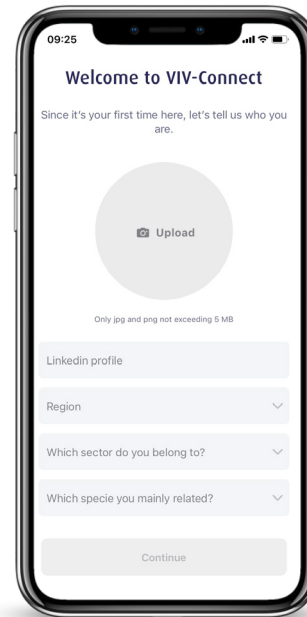 09:25
Welcome to VIV-Connect
Since it's your first time here, let's tell us who you
are.
Upload
Only jpg and png not exceeding 5 MB
Linkedin profile
Region
Which sector do you belong to?
Which specie you mainly related?
Continue